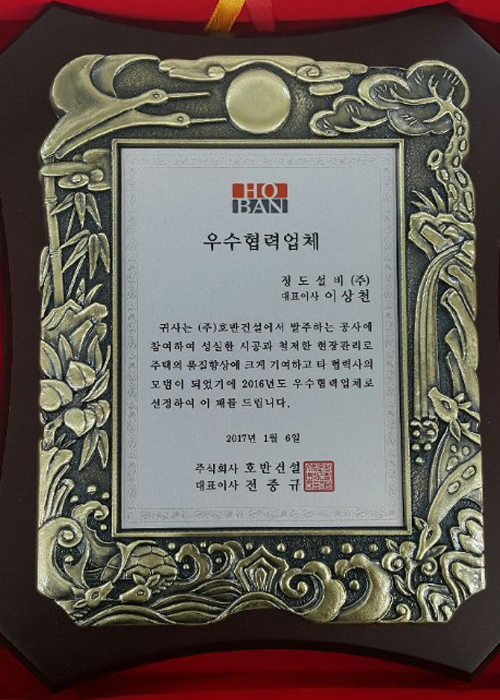 HO
BAN
우수협력업체
정도설비 (주)
대표이사 이상천
귀사는 (주)호반건설에서 발주하는 공사에
참여하여 성실한 시공과 철저한 현장관리로
주택의 품질향상에 크게 기여하고 타 협력사의
모범이 되었기에 2016년도 우수협력업체로
선정하여 이 패를 드립니다.
2017년 1월 6일
주식회사 호반건설
대표이사 전중규